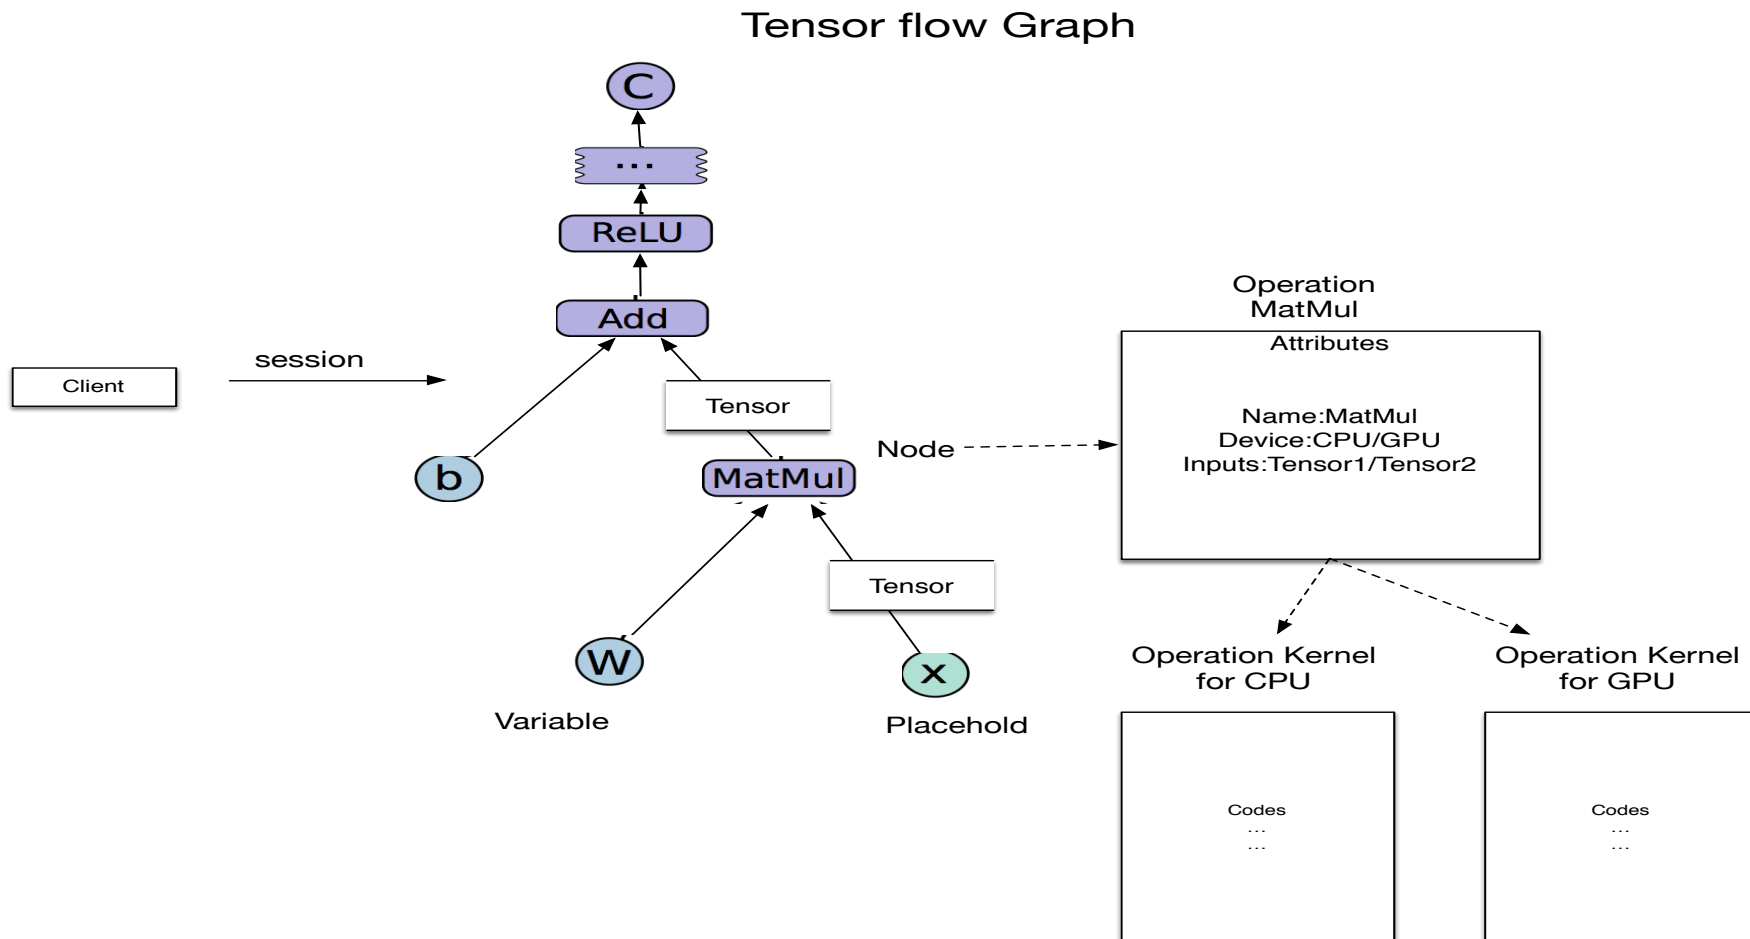 Tensor flow Graph
C
...
ReLU
Add
session
Client
Tensor
b
MatMul
Node
Operation
MatMul
Attributes
Name:MatMul
Device:CPU/GPU
Inputs:Tensor1/Tensor2
Tensor
W
x
Variable
Placehold
Operation Kernel
for CPU
Operation Kernel
for GPU
Codes
...
...
Codes
...
...